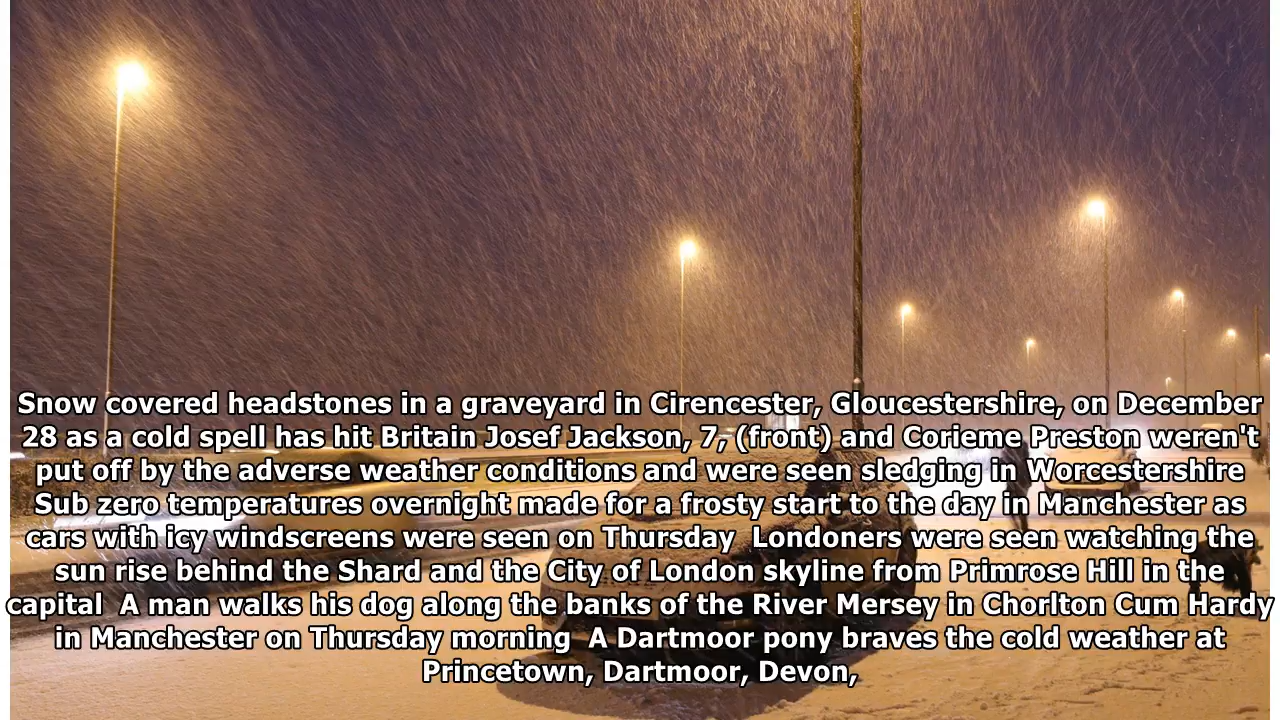 Snow covered headstones in a graveyard in Cirencester, Gloucestershire, on December
28 as a cold spell has hit Britain Josef Jackson, 7, (front) and Corieme Preston weren't
put off by the adverse weather conditions and were seen sledging in Worcestershire
Sub zero temperatures overnight made for a frosty start to the day in Manchester as
cars with icy windscreens were seen on Thursday  Londoners were seen watching the
sun rise behind the Shard and the City of London skyline from Primrose Hill in the
capital  A man walks his dog along the banks of the River Mersey in Chorlton Cum Hardy
in Manchester on Thursday morning  A Dartmoor pony braves the cold weather at
Princetown, Dartmoor, Devon,